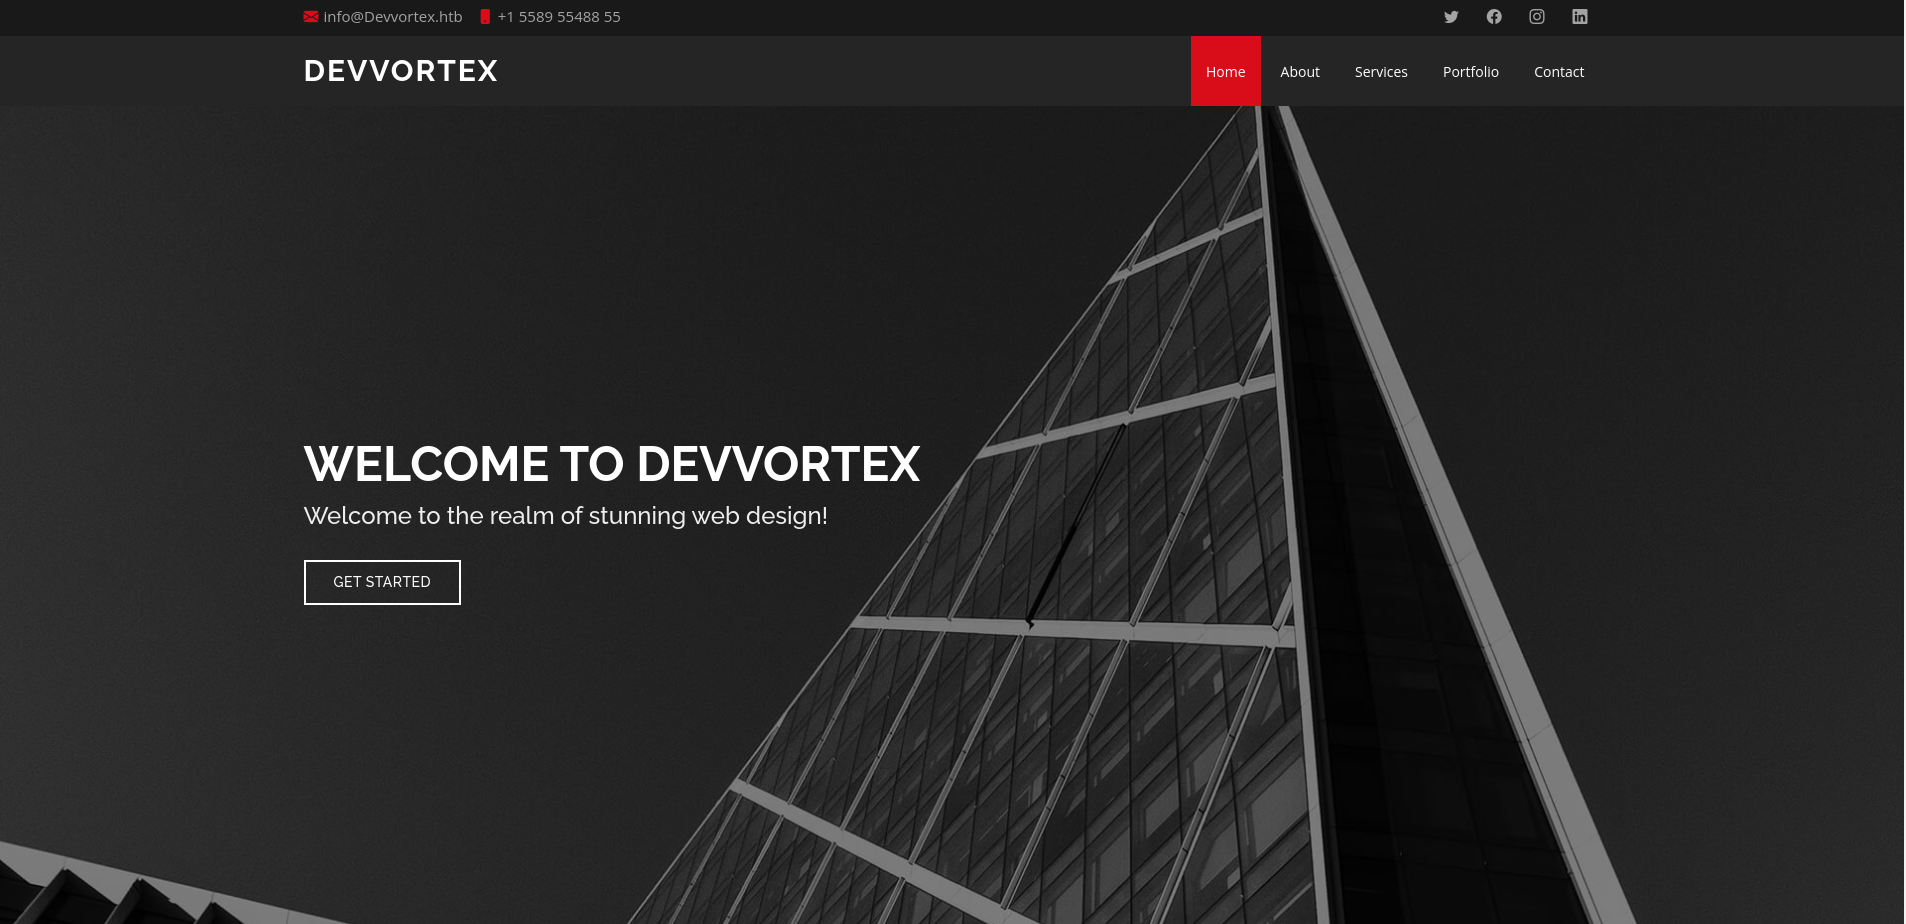 info@Devvortex.htb +1 5589 55488 55
DEVVORTEX
Home About Services Portfolio Contact
WELCOME TO DEVVORTEX
Welcome to the realm of stunning web design!
GET STARTED